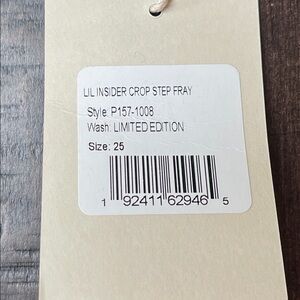 LIL INSIDER CROP STEP FRAY
Style: P157-1008
Wash: LIMITED EDITION
Size: 25
1 92411 62946 5